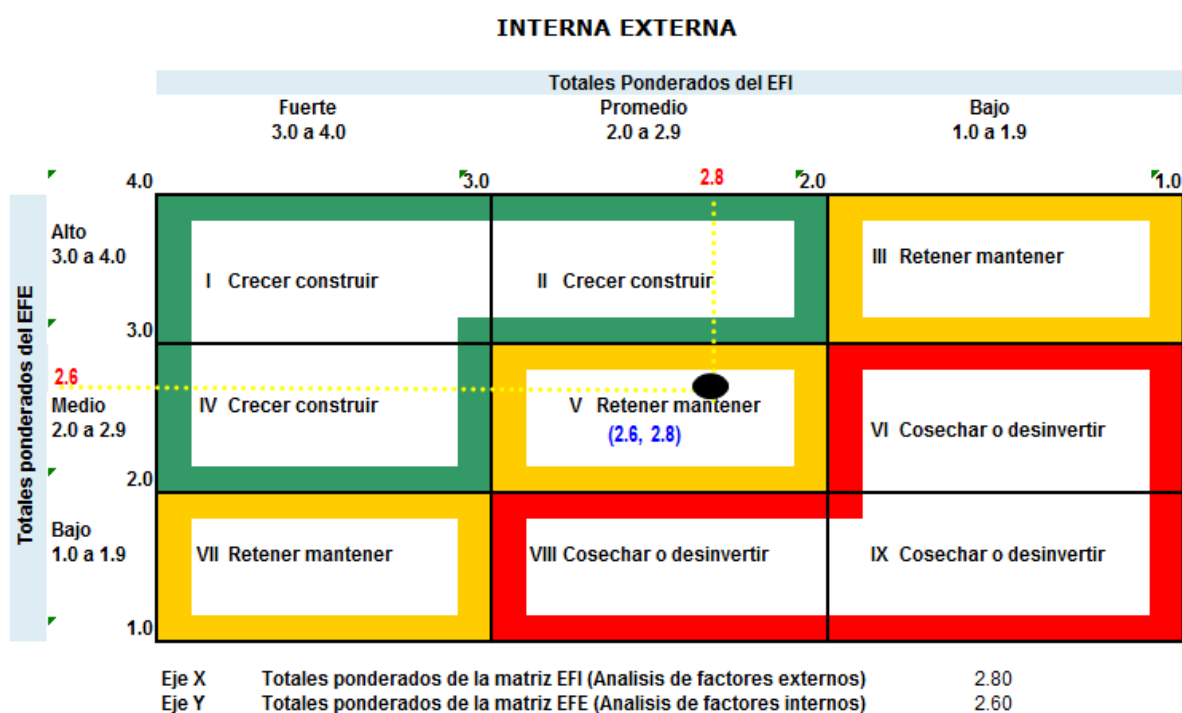 INTERNA EXTERNA
Totales Ponderados del EFI
Fuerte
3.0 a 4.0
Promedio
2.0 a 2.9
Bajo
1.0 a 1.9
4.0
3.0
2.8
2.0
1.0
Totales ponderados del EFE
Alto
3.0 a 4.0
I Crecer construir
II Crecer construir
III Retener mantener
3.0
2.6
Medio
2.0 a 2.9
IV Crecer construir
V Retener mantener
(2.6, 2.8)
VI Cosechar o desinvertir
2.0
Bajo
1.0 a 1.9
VII Retener mantener
VIII Cosechar o desinvertir
IX Cosechar o desinvertir
1.0
Eje X Totales ponderados de la matriz EFI (Analisis de factores externos) 2.80
Eje Y Totales ponderados de la matriz EFE (Analisis de factores internos) 2.60